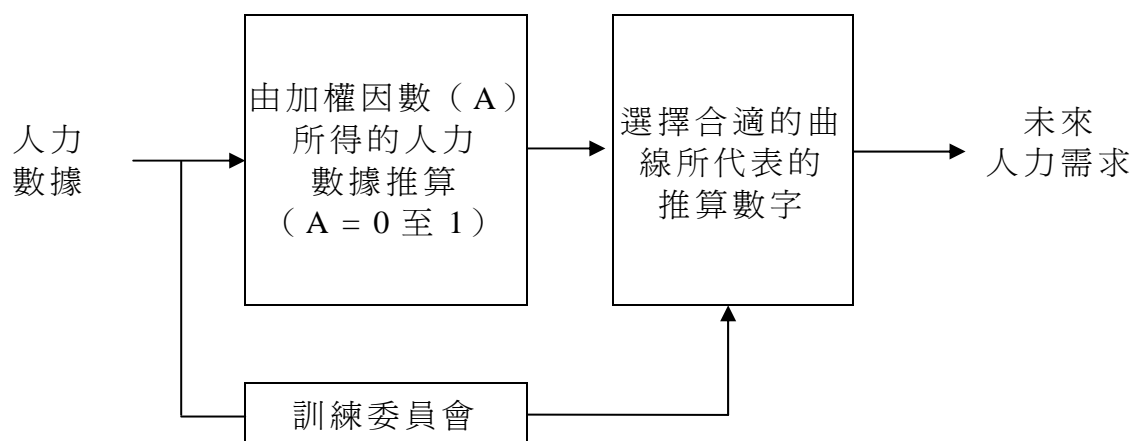 人力
數據
由加權因數（A）
所得的人力
數據推算
（A = 0 至 1）
選擇合適的曲
線所代表的
推算數字
未來
人力需求
訓練委員會